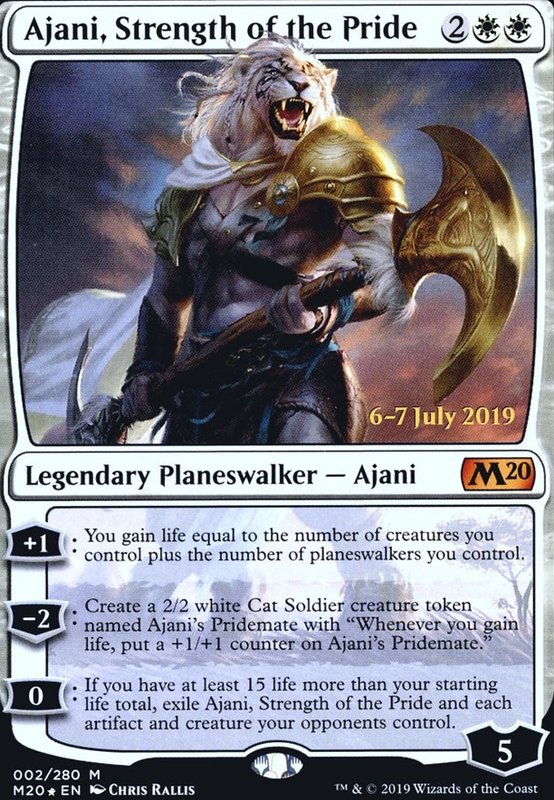 Ajani, Strength of the Pride 2
6–7 July 2019
Legendary Planeswalker — Ajani M20
+1: You gain life equal to the number of creatures you
control plus the number of planeswalkers you control.
−2: Create a 2/2 white Cat Soldier creature token
named Ajani's Pridemate with “Whenever you gain
life, put a +1/+1 counter on Ajani's Pridemate.”
0: If you have at least 15 life more than your starting
life total, exile Ajani, Strength of the Pride and each
artifact and creature your opponents control.
5
002/280 M
M20★EN Chris Rallis
™ & © 2019 Wizards of the Coast